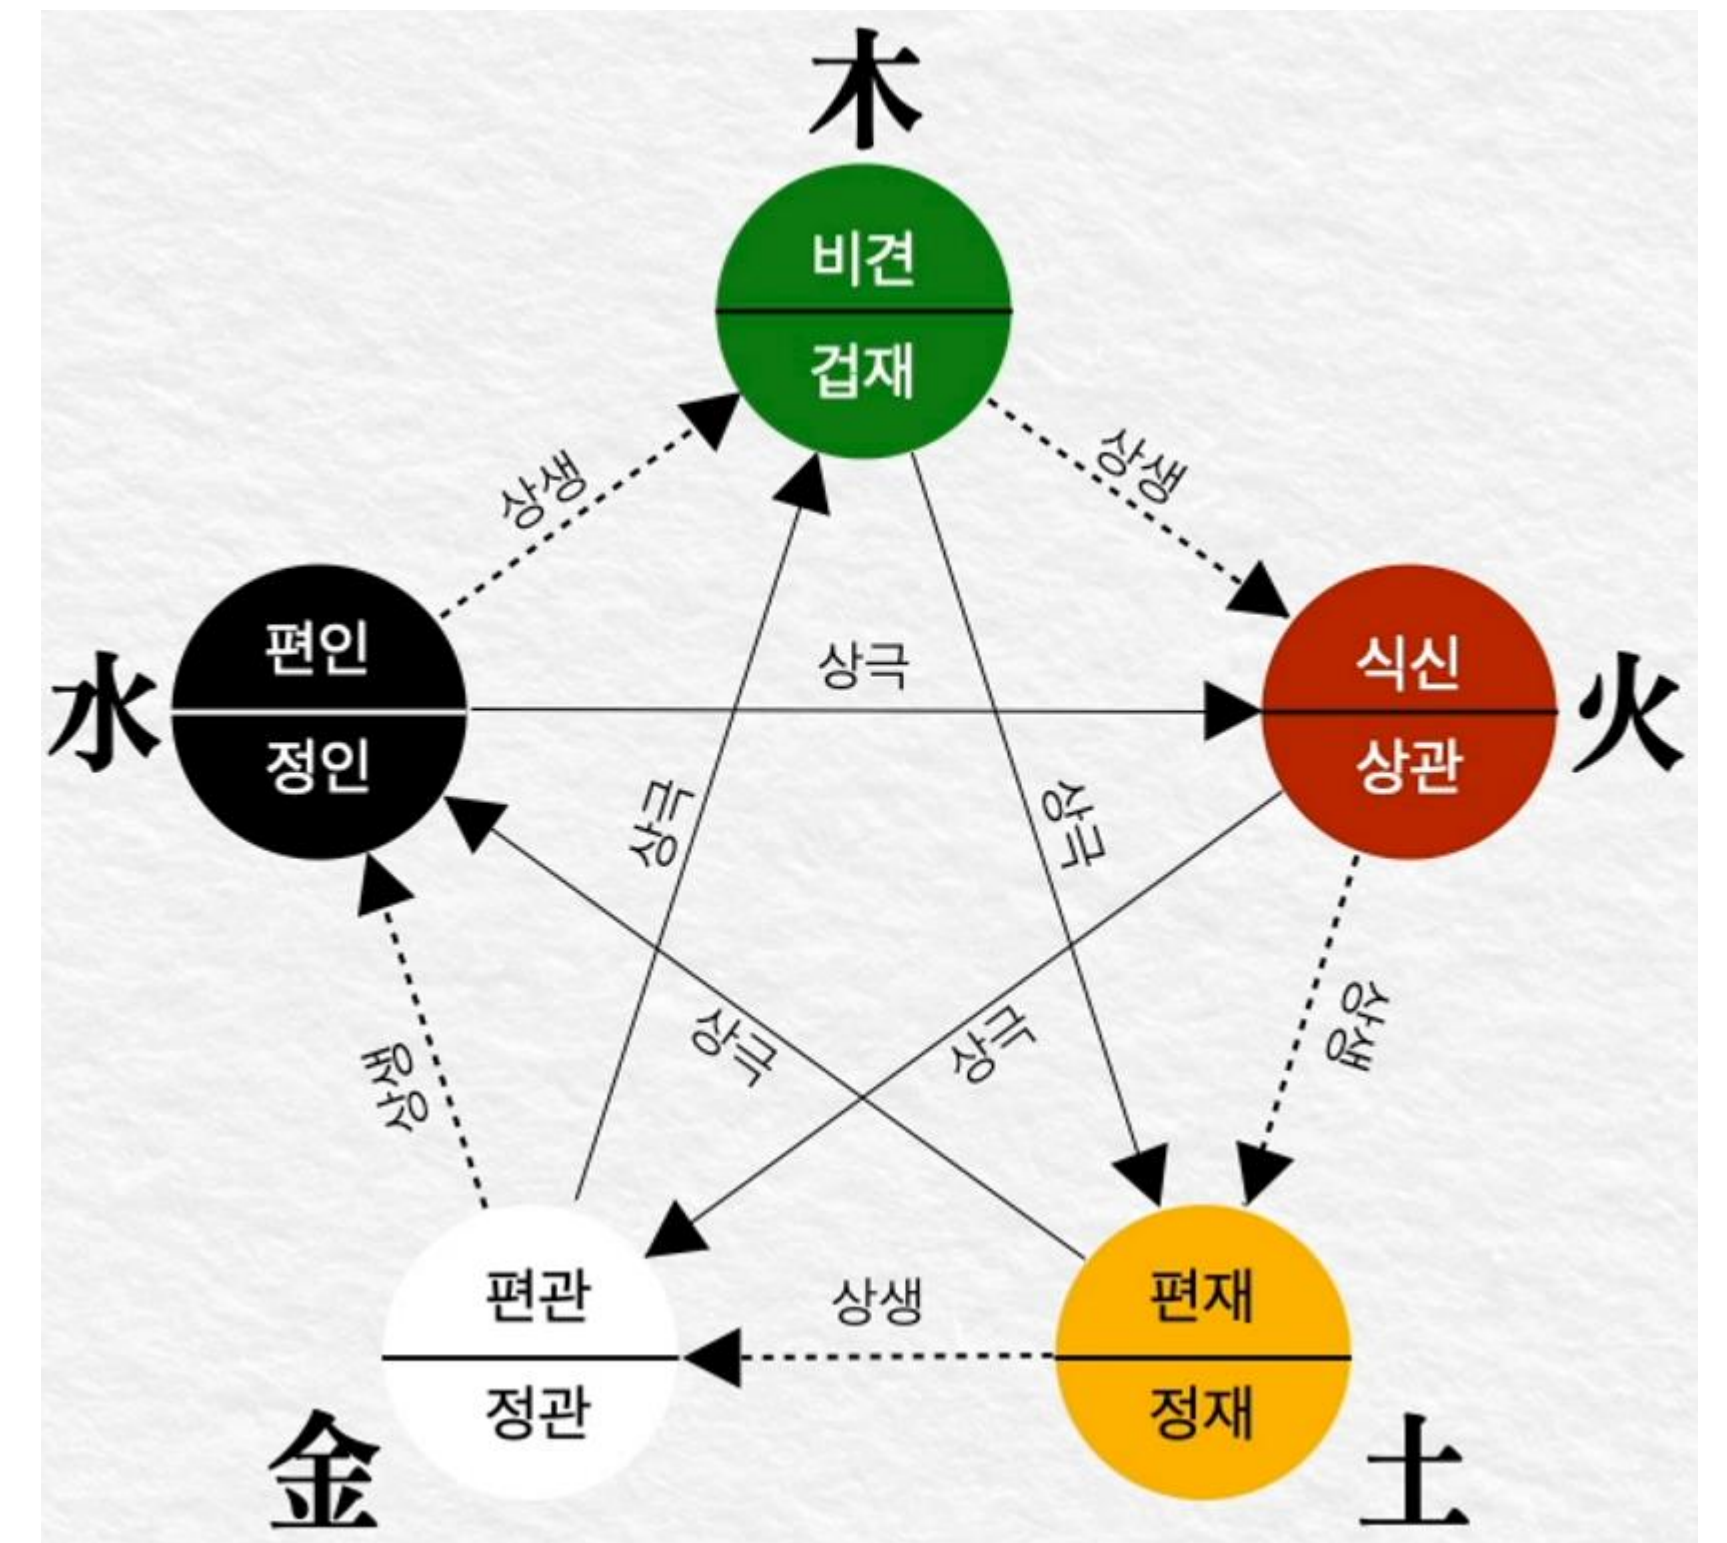 木
비견
겁재
상생
상생
水
편인
정인
상극
식신
상관
火
상극
상극
상생
상극
상극
상생
편관
정관
상생
편재
정재
金
土